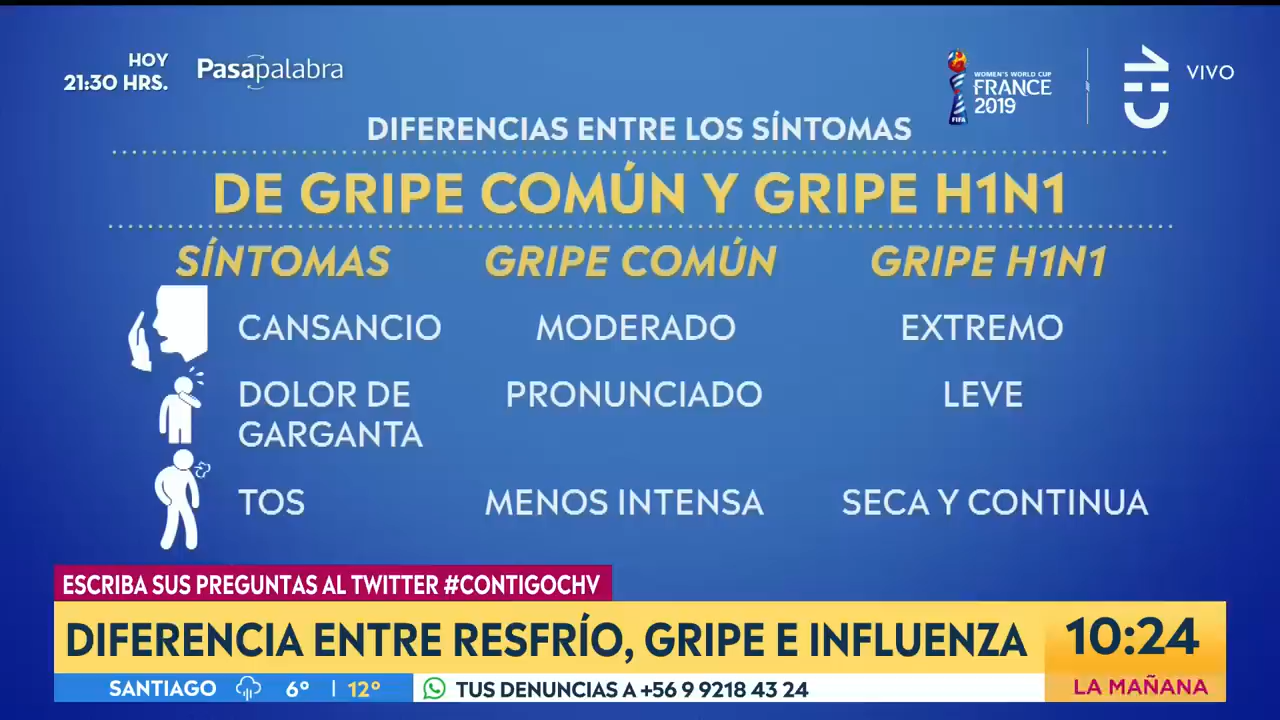 HOY
21:30 HRS.
Pasapalabra
WOMEN'S WORLD CUP
FRANCE
2019
FIFA
CHV
VIVO
DIFERENCIAS ENTRE LOS SÍNTOMAS
DE GRIPE COMÚN Y GRIPE H1N1
SÍNTOMAS GRIPE COMÚN GRIPE H1N1
CANSANCIO MODERADO EXTREMO
DOLOR DE GARGANTA PRONUNCIADO LEVE
TOS MENOS INTENSA SECA Y CONTINUA
ESCRIBA SUS PREGUNTAS AL TWITTER #CONTIGOCHV
DIFERENCIA ENTRE RESFRÍO, GRIPE E INFLUENZA
10:24
LA MAÑANA
SANTIAGO 6° | 12°
TUS DENUNCIAS A +56 9 9218 43 24